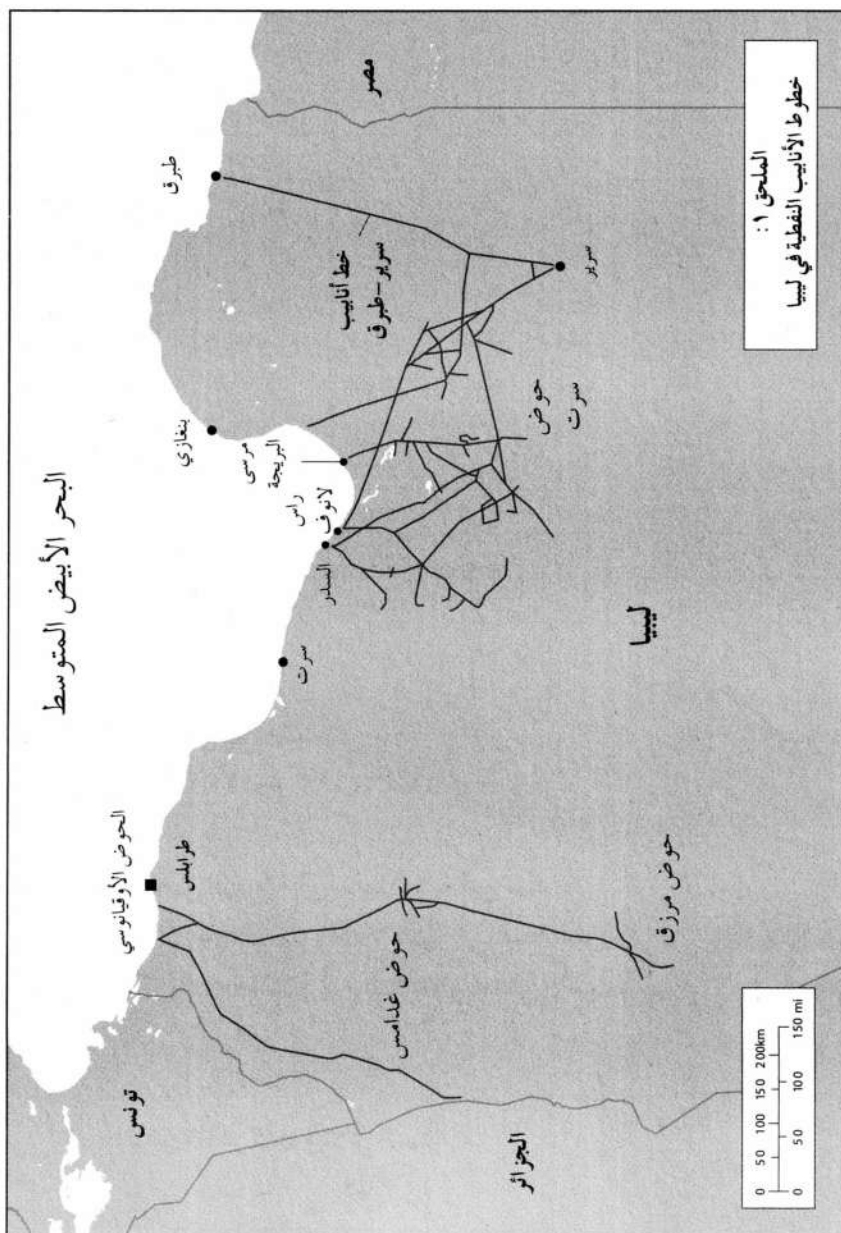 الملحق ١:
خطوط الأنابيب النفطية في ليبيا
البحر الأبيض المتوسط
مصر
طبرق
خط أنابيب
سرير–طبرق
سرير
بنغازي
مرسى
البريجة
راس
لانوف
السدر
حوض
سرت
سرت
ليبيا
الحوض الأوقيانوسي
طرابلس
حوض غدامس
حوض مرزق
تونس
الجزائر
0 50 100 150 200km
0 50 100 150 mi